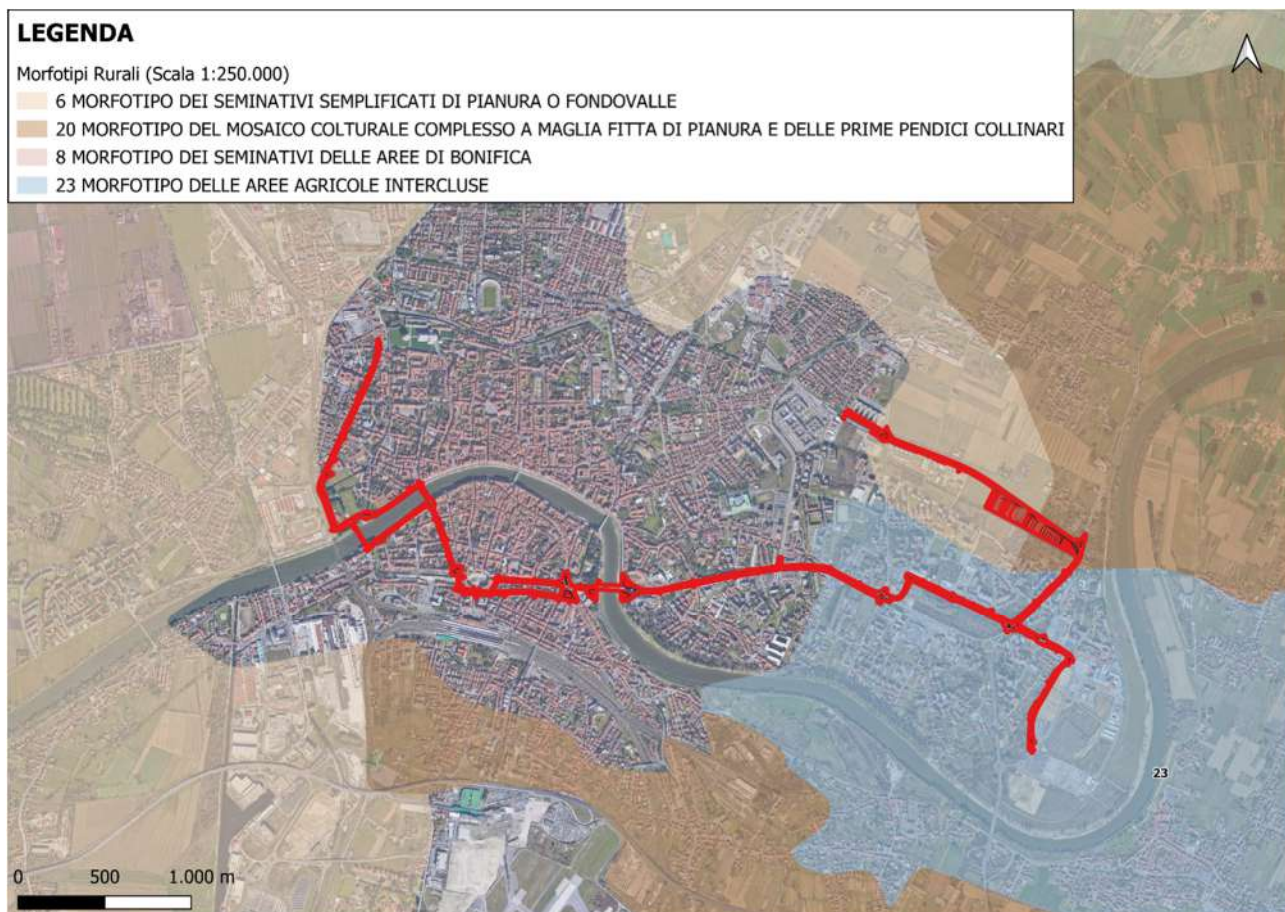 LEGENDA
Morfotipi Rurali (Scala 1:250.000)
6 MORFOTIPO DEI SEMINATIVI SEMPLIFICATI DI PIANURA O FONDOVALLE
20 MORFOTIPO DEL MOSAICO COLTURALE COMPLESSO A MAGLIA FITTA DI PIANURA E DELLE PRIME PENDICI COLLINARI
8 MORFOTIPO DEI SEMINATIVI DELLE AREE DI BONIFICA
23 MORFOTIPO DELLE AREE AGRICOLE INTERCLUSE
23
0 500 1.000 m